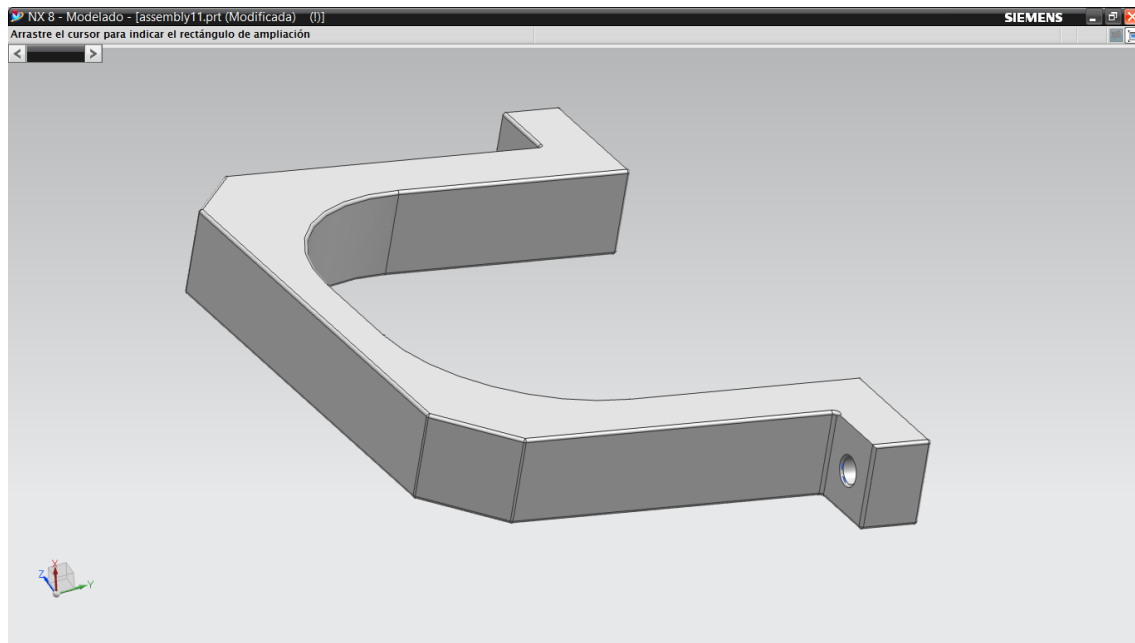 NX 8 - Modelado - [assembly11.prt (Modificada) (!)]
SIEMENS
Arrastre el cursor para indicar el rectángulo de ampliación
X
Z
Y